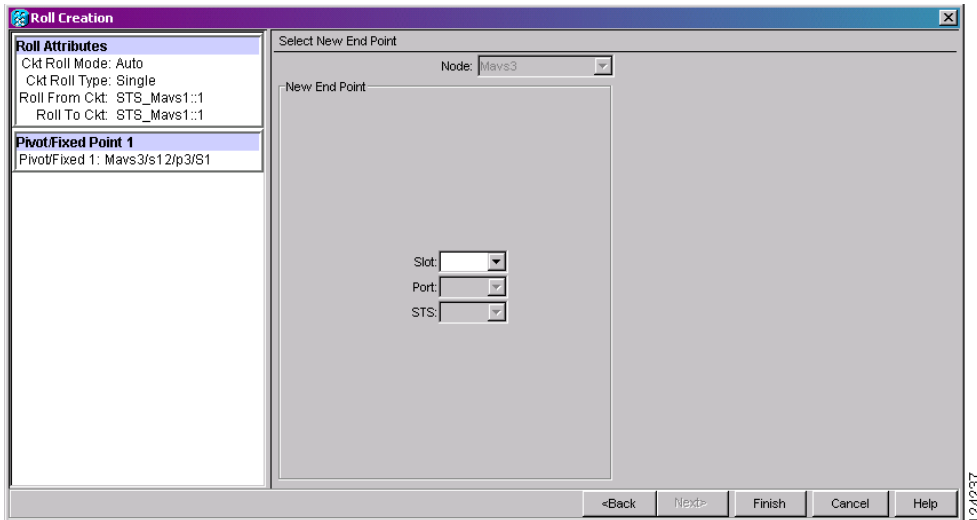 Roll Creation
Roll Attributes
Ckt Roll Mode: Auto
Ckt Roll Type: Single
Roll From Ckt: STS_Mavs1::1
Roll To Ckt: STS_Mavs1::1
Pivot/Fixed Point 1
Pivot/Fixed 1: Mavs3/s12/p3/S1
Select New End Point
Node: Mavs3
New End Point
Slot:
Port:
STS:
<Back
Next>
Finish
Cancel
Help